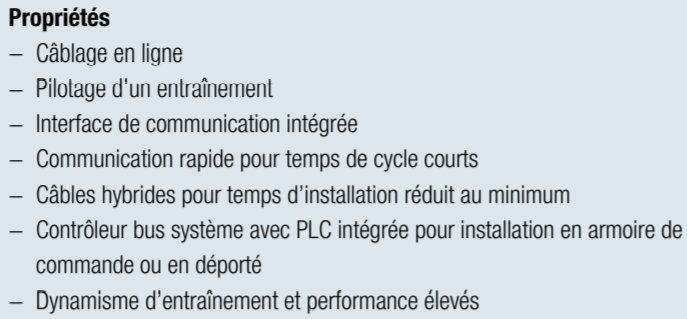 Propriétés
– Câblage en ligne
– Pilotage d'un entraînement
– Interface de communication intégrée
– Communication rapide pour temps de cycle courts
– Câbles hybrides pour temps d'installation réduit au minimum
– Contrôleur bus système avec PLC intégrée pour installation en armoire de
commande ou en déporté
– Dynamisme d'entraînement et performance élevés